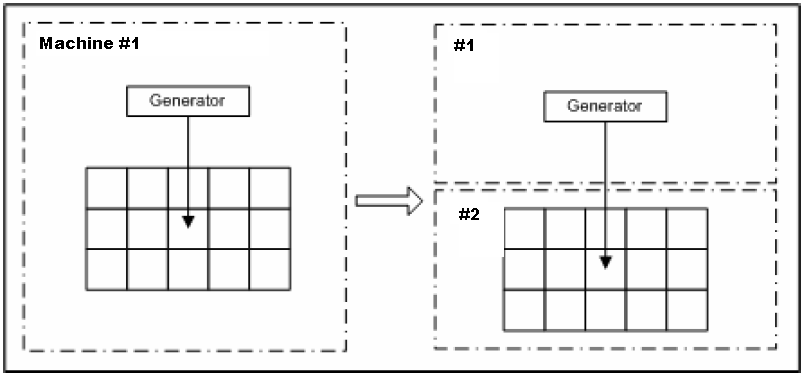 Machine #1
Generator
#1
Generator
#2